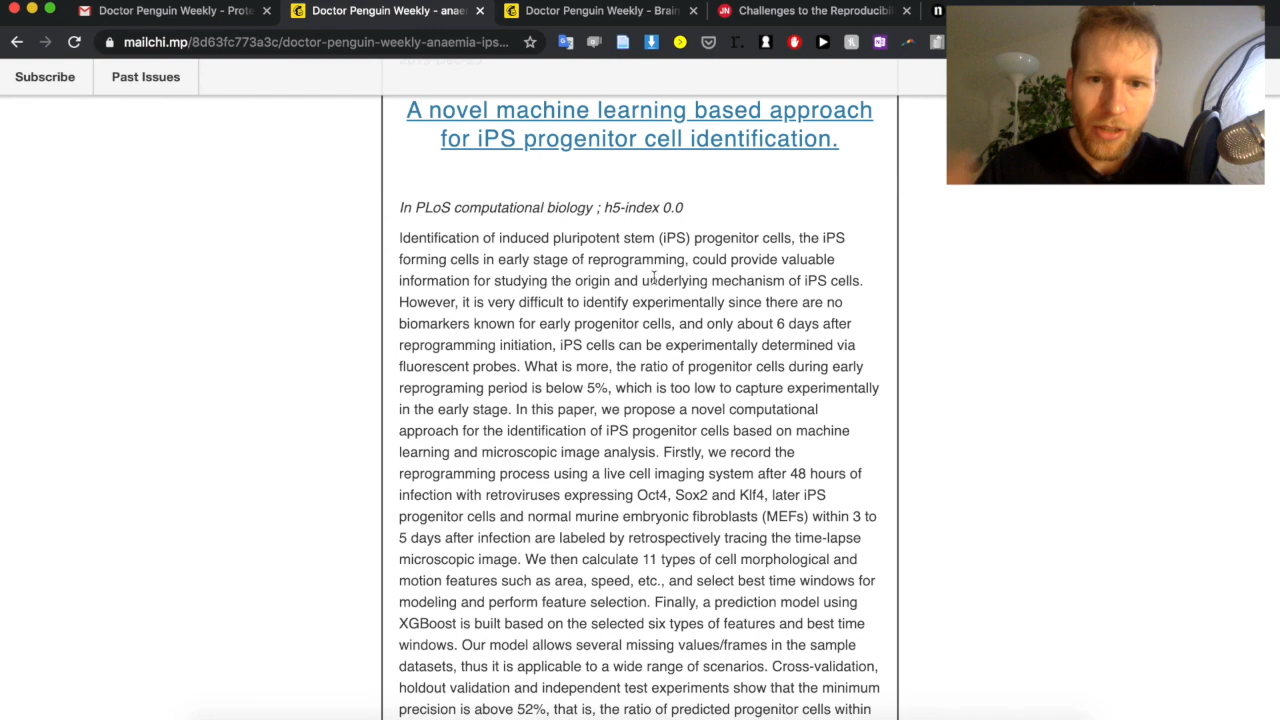 Doctor Penguin Weekly - Prote
Doctor Penguin Weekly - anae
Doctor Penguin Weekly - Brain
Challenges to the Reproducibil
mailchi.mp/8d63fc773a3c/doctor-penguin-weekly-anaemia-ips...
Subscribe
Past Issues
A novel machine learning based approach
for iPS progenitor cell identification.
In PLoS computational biology ; h5-index 0.0
Identification of induced pluripotent stem (iPS) progenitor cells, the iPS
forming cells in early stage of reprogramming, could provide valuable
information for studying the origin and underlying mechanism of iPS cells.
However, it is very difficult to identify experimentally since there are no
biomarkers known for early progenitor cells, and only about 6 days after
reprogramming initiation, iPS cells can be experimentally determined via
fluorescent probes. What is more, the ratio of progenitor cells during early
reprograming period is below 5%, which is too low to capture experimentally
in the early stage. In this paper, we propose a novel computational
approach for the identification of iPS progenitor cells based on machine
learning and microscopic image analysis. Firstly, we record the
reprogramming process using a live cell imaging system after 48 hours of
infection with retroviruses expressing Oct4, Sox2 and Klf4, later iPS
progenitor cells and normal murine embryonic fibroblasts (MEFs) within 3 to
5 days after infection are labeled by retrospectively tracing the time-lapse
microscopic image. We then calculate 11 types of cell morphological and
motion features such as area, speed, etc., and select best time windows for
modeling and perform feature selection. Finally, a prediction model using
XGBoost is built based on the selected six types of features and best time
windows. Our model allows several missing values/frames in the sample
datasets, thus it is applicable to a wide range of scenarios. Cross-validation,
holdout validation and independent test experiments show that the minimum
precision is above 52%, that is, the ratio of predicted progenitor cells within